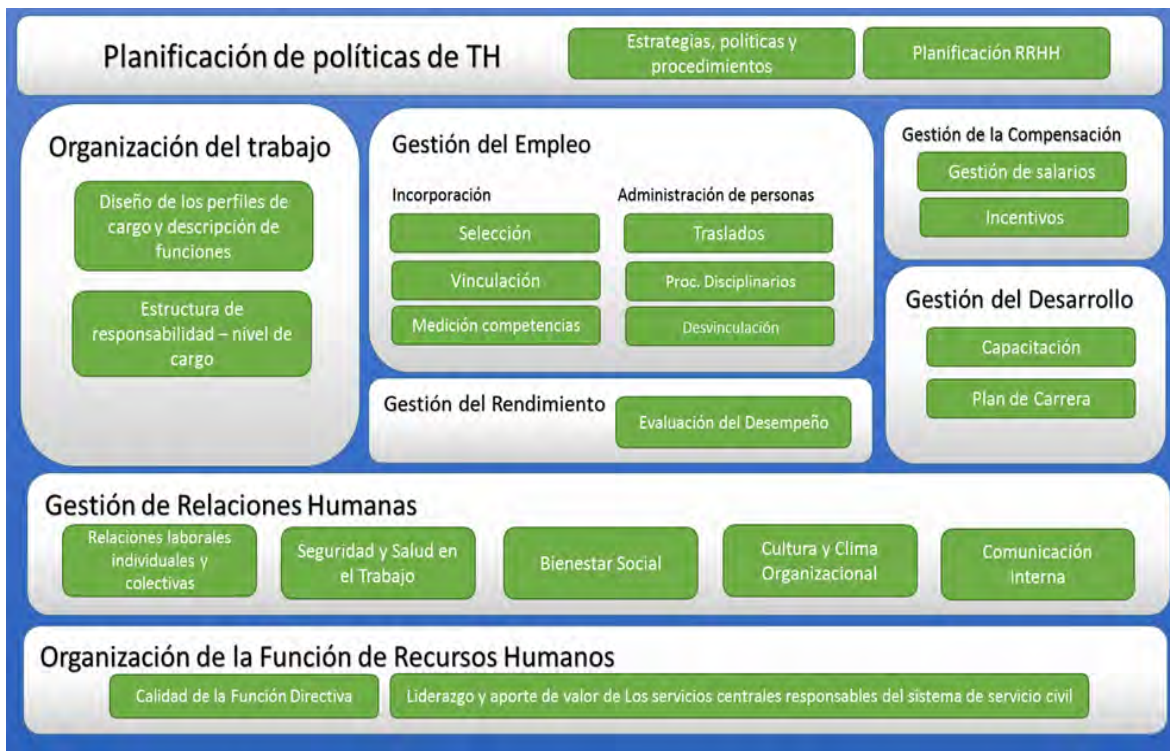 Planificación de políticas de TH
Estrategias, políticas y
procedimientos
Planificación RRHH
Organización del trabajo
Diseño de los perfiles de
cargo y descripción de
funciones
Estructura de
responsabilidad – nivel de
cargo
Gestión del Empleo
Incorporación
Selección
Vinculación
Medición competencias
Administración de personas
Traslados
Proc. Disciplinarios
Desvinculación
Gestión de la Compensación
Gestión de salarios
Incentivos
Gestión del Rendimiento
Evaluación del Desempeño
Gestión del Desarrollo
Capacitación
Plan de Carrera
Gestión de Relaciones Humanas
Relaciones laborales
individuales y
colectivas
Seguridad y Salud en
el Trabajo
Bienestar Social
Cultura y Clima
Organizacional
Comunicación
Interna
Organización de la Función de Recursos Humanos
Calidad de la Función Directiva
Liderazgo y aporte de valor de Los servicios centrales responsables del sistema de servicio civil